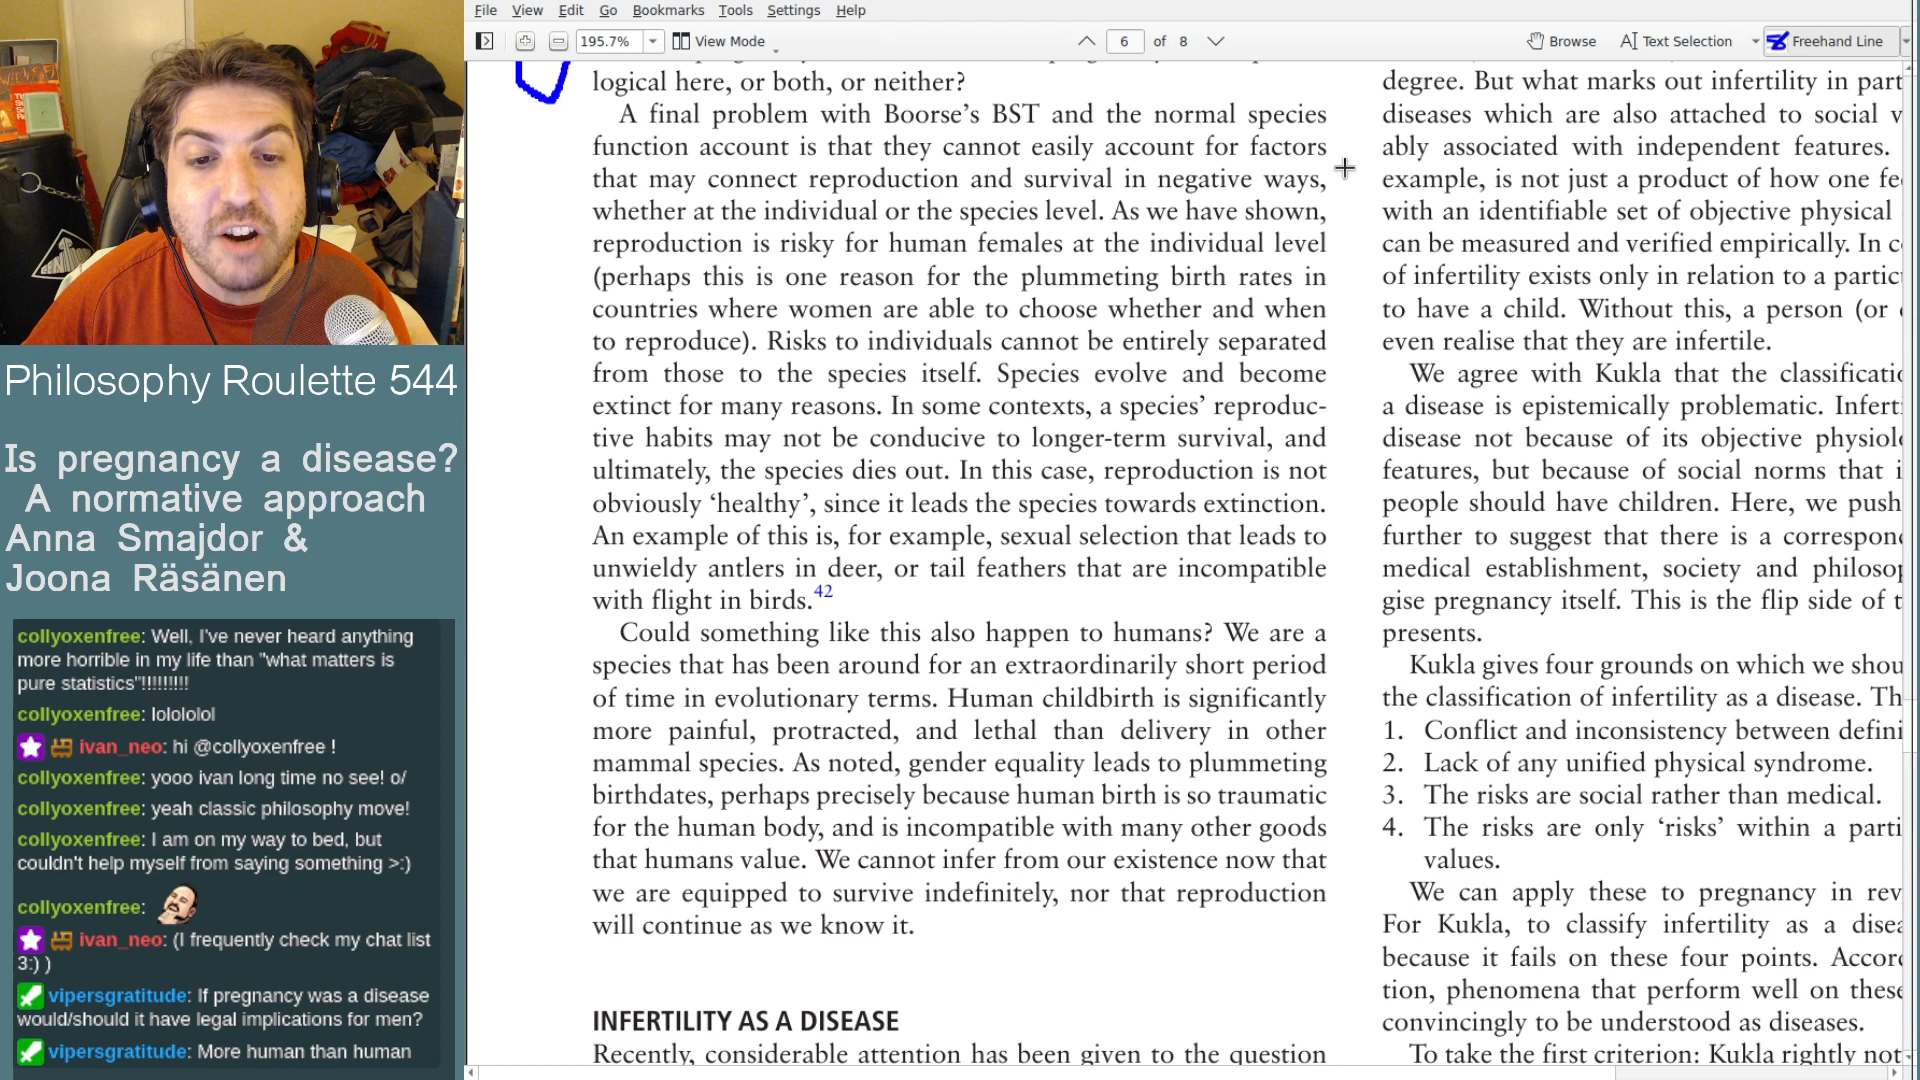 File View Edit Go Bookmarks Tools Settings Help
195.7% View Mode 6 of 8 Browse Text Selection Freehand Line
logical here, or both, or neither?
A final problem with Boorse's BST and the normal species
function account is that they cannot easily account for factors
that may connect reproduction and survival in negative ways,
whether at the individual or the species level. As we have shown,
reproduction is risky for human females at the individual level
(perhaps this is one reason for the plummeting birth rates in
countries where women are able to choose whether and when
to reproduce). Risks to individuals cannot be entirely separated
from those to the species itself. Species evolve and become
extinct for many reasons. In some contexts, a species' reproduc-
tive habits may not be conducive to longer-term survival, and
ultimately, the species dies out. In this case, reproduction is not
obviously 'healthy', since it leads the species towards extinction.
An example of this is, for example, sexual selection that leads to
unwieldy antlers in deer, or tail feathers that are incompatible
with flight in birds.42
Could something like this also happen to humans? We are a
species that has been around for an extraordinarily short period
of time in evolutionary terms. Human childbirth is significantly
more painful, protracted, and lethal than delivery in other
mammal species. As noted, gender equality leads to plummeting
birthdates, perhaps precisely because human birth is so traumatic
for the human body, and is incompatible with many other goods
that humans value. We cannot infer from our existence now that
we are equipped to survive indefinitely, nor that reproduction
will continue as we know it.
INFERTILITY AS A DISEASE
Recently, considerable attention has been given to the question
degree. But what marks out infertility in part
diseases which are also attached to social v
ably associated with independent features.
example, is not just a product of how one fe
with an identifiable set of objective physical
can be measured and verified empirically. In c
of infertility exists only in relation to a partic
to have a child. Without this, a person (or
even realise that they are infertile.
We agree with Kukla that the classificati
a disease is epistemically problematic. Infert
disease not because of its objective physiol
features, but because of social norms that i
people should have children. Here, we push
further to suggest that there is a correspon
medical establishment, society and philoso
gise pregnancy itself. This is the flip side of t
presents.
Kukla gives four grounds on which we shou
the classification of infertility as a disease. Th
1. Conflict and inconsistency between defini
2. Lack of any unified physical syndrome.
3. The risks are social rather than medical.
4. The risks are only 'risks' within a parti
values.
We can apply these to pregnancy in rev
For Kukla, to classify infertility as a disea
because it fails on these four points. Accor
tion, phenomena that perform well on these
convincingly to be understood as diseases.
To take the first criterion: Kukla rightly not
Philosophy Roulette 544
Is pregnancy a disease?
A normative approach
Anna Smajdor &
Joona Räsänen
collyoxenfree: Well, I've never heard anything
more horrible in my life than "what matters is
pure statistics"!!!!!!!!!
collyoxenfree: lolololol
ivan_neo: hi @collyoxenfree !
collyoxenfree: yooo ivan long time no see! o/
collyoxenfree: yeah classic philosophy move!
collyoxenfree: I am on my way to bed, but
couldn't help myself from saying something >:)
collyoxenfree:
ivan_neo: (I frequently check my chat list
3:) )
vipersgratitude: If pregnancy was a disease
would/should it have legal implications for men?
vipersgratitude: More human than human